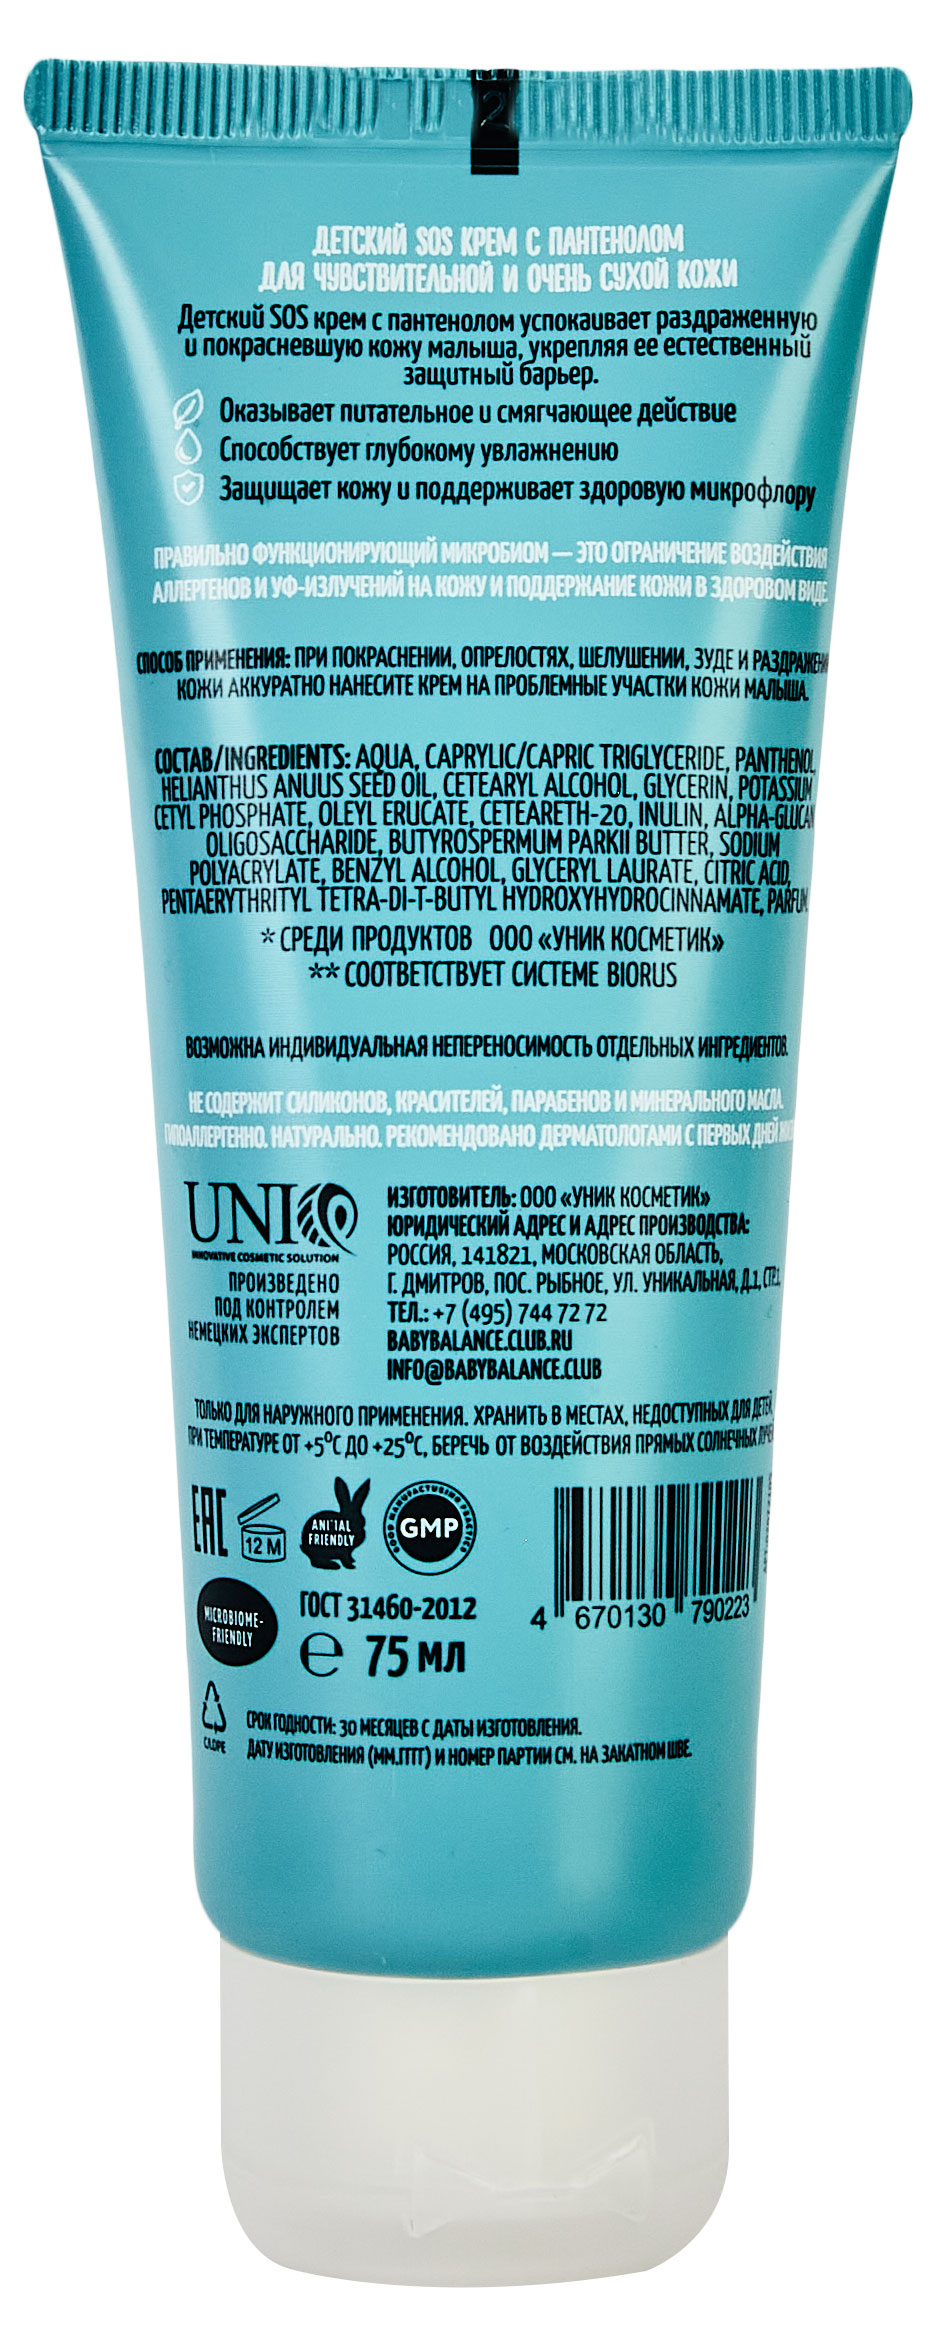 2
ДЕТСКИЙ SOS КРЕМ С ПАНТЕНОЛОМ
ДЛЯ ЧУВСТВИТЕЛЬНОЙ И ОЧЕНЬ СУХОЙ КОЖИ
Детский SOS крем с пантенолом успокаивает раздраженную
и покрасневшую кожу малыша, укрепляя ее естественный
защитный барьер.
Оказывает питательное и смягчающее действие
Способствует глубокому увлажнению
Защищает кожу и поддерживает здоровую микрофлору
ПРАВИЛЬНО ФУНКЦИОНИРУЮЩИЙ МИКРОБИОМ — ЭТО ОГРАНИЧЕНИЕ ВОЗДЕЙСТВИЯ
АЛЛЕРГЕНОВ И УФ-ИЗЛУЧЕНИЙ НА КОЖУ И ПОДДЕРЖАНИЕ КОЖИ В ЗДОРОВОМ ВИДЕ.
СПОСОБ ПРИМЕНЕНИЯ: ПРИ ПОКРАСНЕНИИ, ОПРЕЛОСТЯХ, ШЕЛУШЕНИИ, ЗУДЕ И РАЗДРАЖЕНИИ
КОЖИ АККУРАТНО НАНЕСИТЕ КРЕМ НА ПРОБЛЕМНЫЕ УЧАСТКИ КОЖИ МАЛЫША.
СОСТАВ/INGREDIENTS: AQUA, CAPRYLIC/CAPRIC TRIGLYCERIDE, PANTHENOL,
HELIANTHUS ANUUS SEED OIL, CETEARYL ALCOHOL, GLYCERIN, POTASSIUM
CETYL PHOSPHATE, OLEYL ERUCATE, CETEARETH-20, INULIN, ALPHA-GLUCAN
OLIGOSACCHARIDE, BUTYROSPERMUM PARKII BUTTER, SODIUM
POLYACRYLATE, BENZYL ALCOHOL, GLYCERYL LAURATE, CITRIC ACID,
PENTAERYTHRITYL TETRA-DI-T-BUTYL HYDROXYHYDROCINNAMATE, PARFUM.
* СРЕДИ ПРОДУКТОВ ООО «УНИК КОСМЕТИК»
** СООТВЕТСТВУЕТ СИСТЕМЕ BIORUS
ВОЗМОЖНА ИНДИВИДУАЛЬНАЯ НЕПЕРЕНОСИМОСТЬ ОТДЕЛЬНЫХ ИНГРЕДИЕНТОВ.
НЕ СОДЕРЖИТ СИЛИКОНОВ, КРАСИТЕЛЕЙ, ПАРАБЕНОВ И МИНЕРАЛЬНОГО МАСЛА.
ГИПОАЛЛЕРГЕННО. НАТУРАЛЬНО. РЕКОМЕНДОВАНО ДЕРМАТОЛОГАМИ С ПЕРВЫХ ДНЕЙ
UNIQ
INNOVATIVE COSMETIC SOLUTION
ПРОИЗВЕДЕНО
ПОД КОНТРОЛЕМ
НЕМЕЦКИХ ЭКСПЕРТОВ
ИЗГОТОВИТЕЛЬ: ООО «УНИК КОСМЕТИК»
ЮРИДИЧЕСКИЙ АДРЕС И АДРЕС ПРОИЗВОДСТВА:
РОССИЯ, 141821, МОСКОВСКАЯ ОБЛАСТЬ,
Г. ДМИТРОВ, ПОС. РЫБНОЕ, УЛ. УНИКАЛЬНАЯ, Д.1, СТР.1
ТЕЛ.: +7 (495) 744 72 72
BABYBALANCE.CLUB.RU
INFO@BABYBALANCE.CLUB
ТОЛЬКО ДЛЯ НАРУЖНОГО ПРИМЕНЕНИЯ. ХРАНИТЬ В МЕСТАХ, НЕДОСТУПНЫХ ДЛЯ ДЕТЕЙ,
ПРИ ТЕМПЕРАТУРЕ ОТ +5°С ДО +25°С, БЕРЕЧЬ ОТ ВОЗДЕЙСТВИЯ ПРЯМЫХ СОЛНЕЧНЫХ ЛУЧЕЙ
EAC
12 M
ANIMAL
FRIENDLY
GOOD MANUFACTURING PRACTICE
GMP
4 670130 790223
MICROBIOME-
FRIENDLY
ГОСТ 31460-2012
℮ 75 МЛ
C/LDPE
СРОК ГОДНОСТИ: 30 МЕСЯЦЕВ С ДАТЫ ИЗГОТОВЛЕНИЯ.
ДАТУ ИЗГОТОВЛЕНИЯ (ММ.ГГГГ) И НОМЕР ПАРТИИ СМ. НА ЗАКАТНОМ ШВЕ.